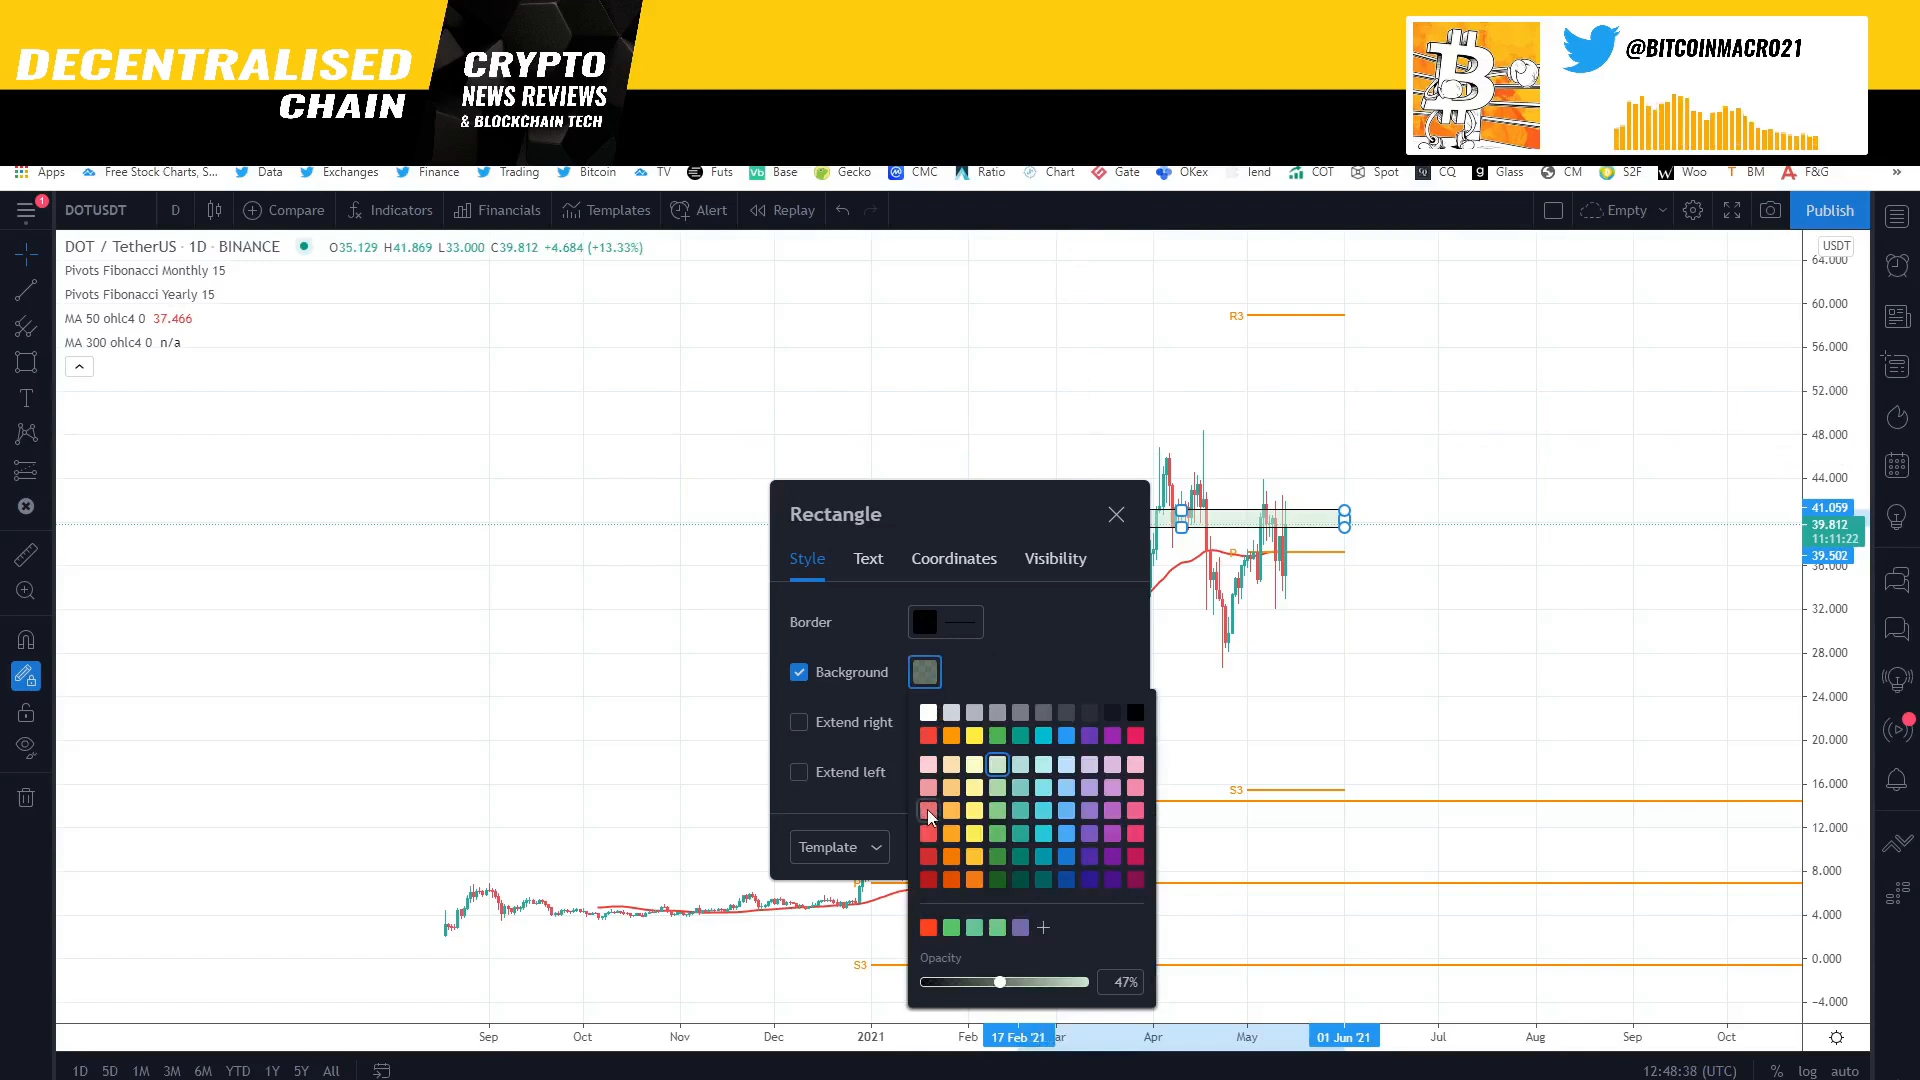 DECENTRALISED
CHAIN
CRYPTO
NEWS REVIEWS
& BLOCKCHAIN TECH
@BITCOINMACRO21
Apps Free Stock Charts, S... Data Exchanges Finance Trading Bitcoin TV Futs Base Gecko CMC Ratio Chart Gate OKex lend COT Spot CQ Glass CM S2F Woo BM F&G »
1 DOTUSDT D Compare Indicators Financials Templates Alert Replay Empty Publish
DOT / TetherUS · 1D · BINANCE O35.129 H41.869 L33.000 C39.812 +4.684 (+13.33%)
USDT
Pivots Fibonacci Monthly 15
Pivots Fibonacci Yearly 15
MA 50 ohlc4 0 37.466
MA 300 ohlc4 0 n/a
64.000
60.000
56.000
52.000
48.000
44.000
41.059
39.812
11:11:22
39.502
36.000
32.000
28.000
24.000
20.000
16.000
12.000
8.000
4.000
0.000
−4.000
R3
P
S3
P
S3
Rectangle
Style Text Coordinates Visibility
Border
Background
Extend right
Extend left
Template
Opacity
47%
Sep Oct Nov Dec 2021 Feb 17 Feb '21 ar Apr May 01 Jun '21 Jul Aug Sep Oct
1D 5D 1M 3M 6M YTD 1Y 5Y All 12:48:38 (UTC) % log auto